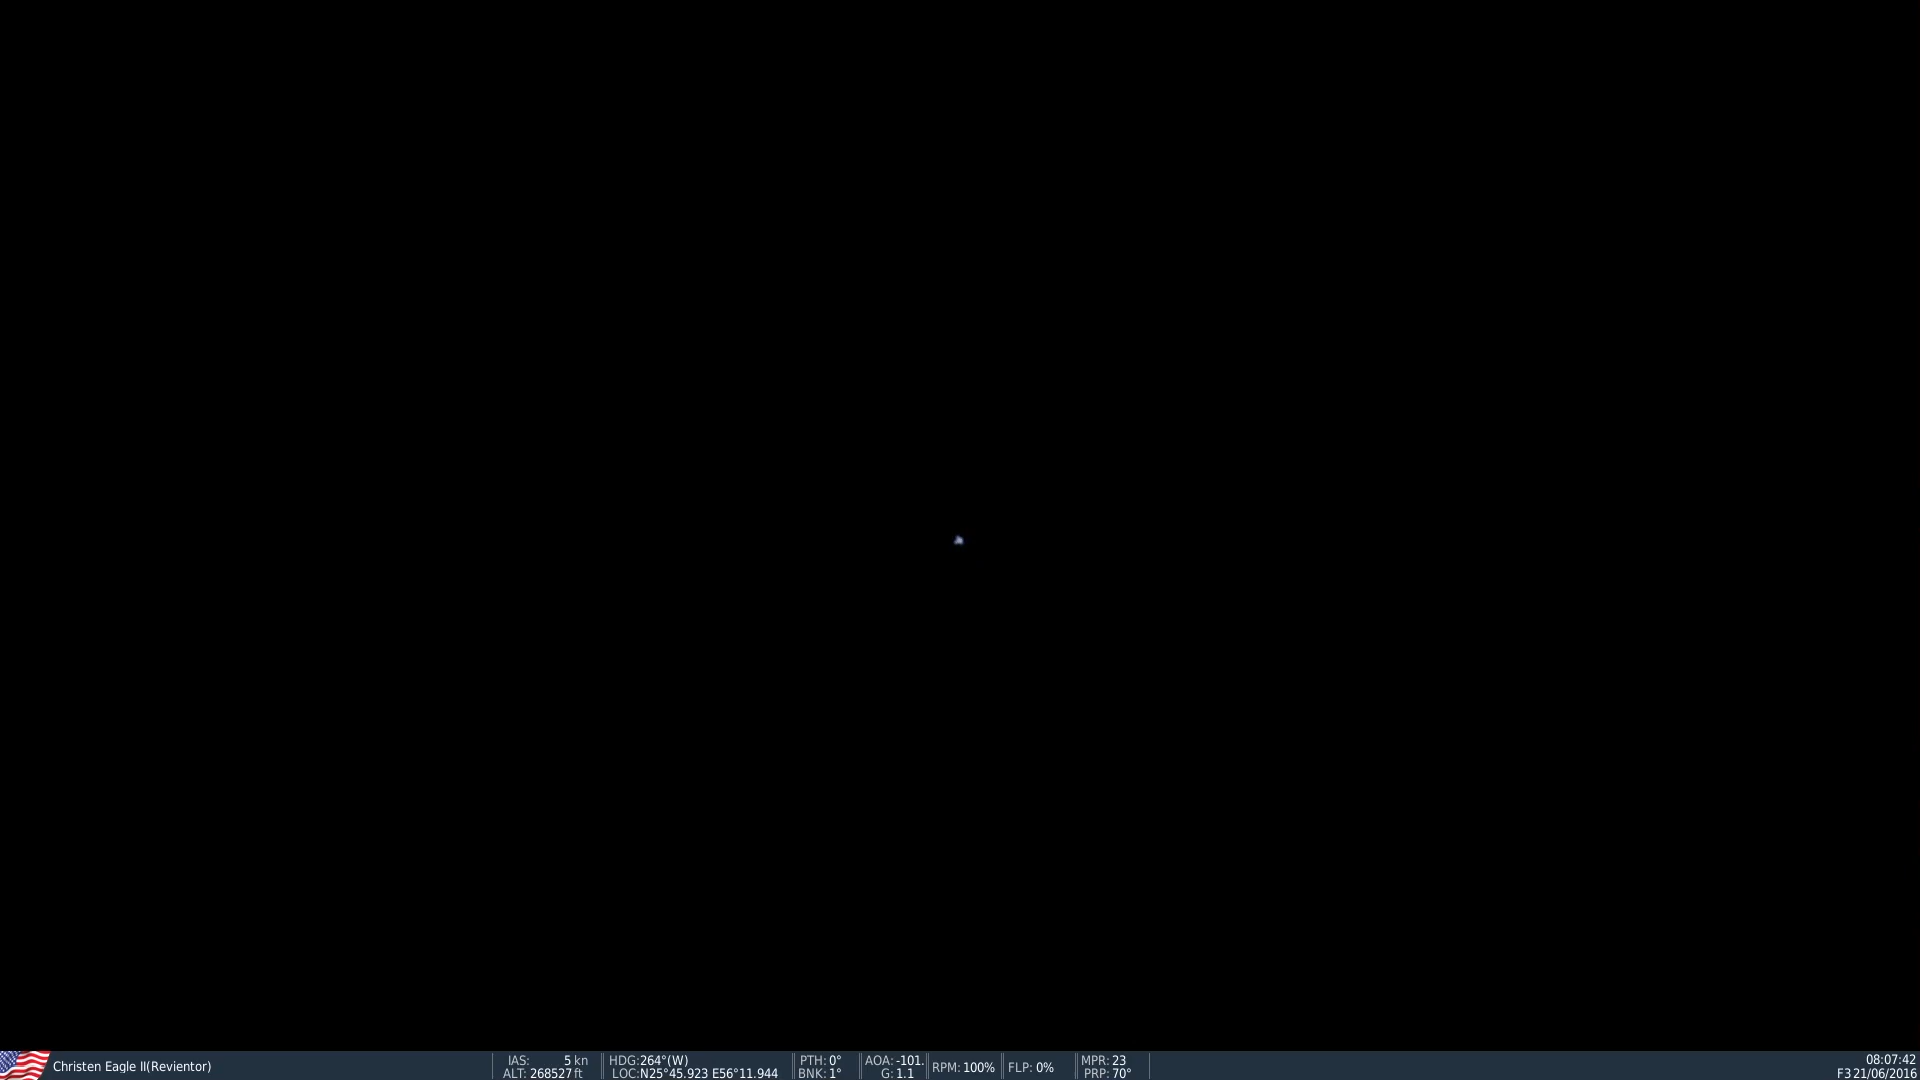 Christen Eagle II(Revientor)
IAS: 5 kn
ALT: 268527 ft
HDG:264°(W)
LOC:N25°45.923 E56°11.944
PTH: 0°
BNK: 1°
AOA: -101.
G: 1.1
RPM: 100%
FLP: 0%
MPR: 23
PRP: 70°
08:07:42
F3 21/06/2016